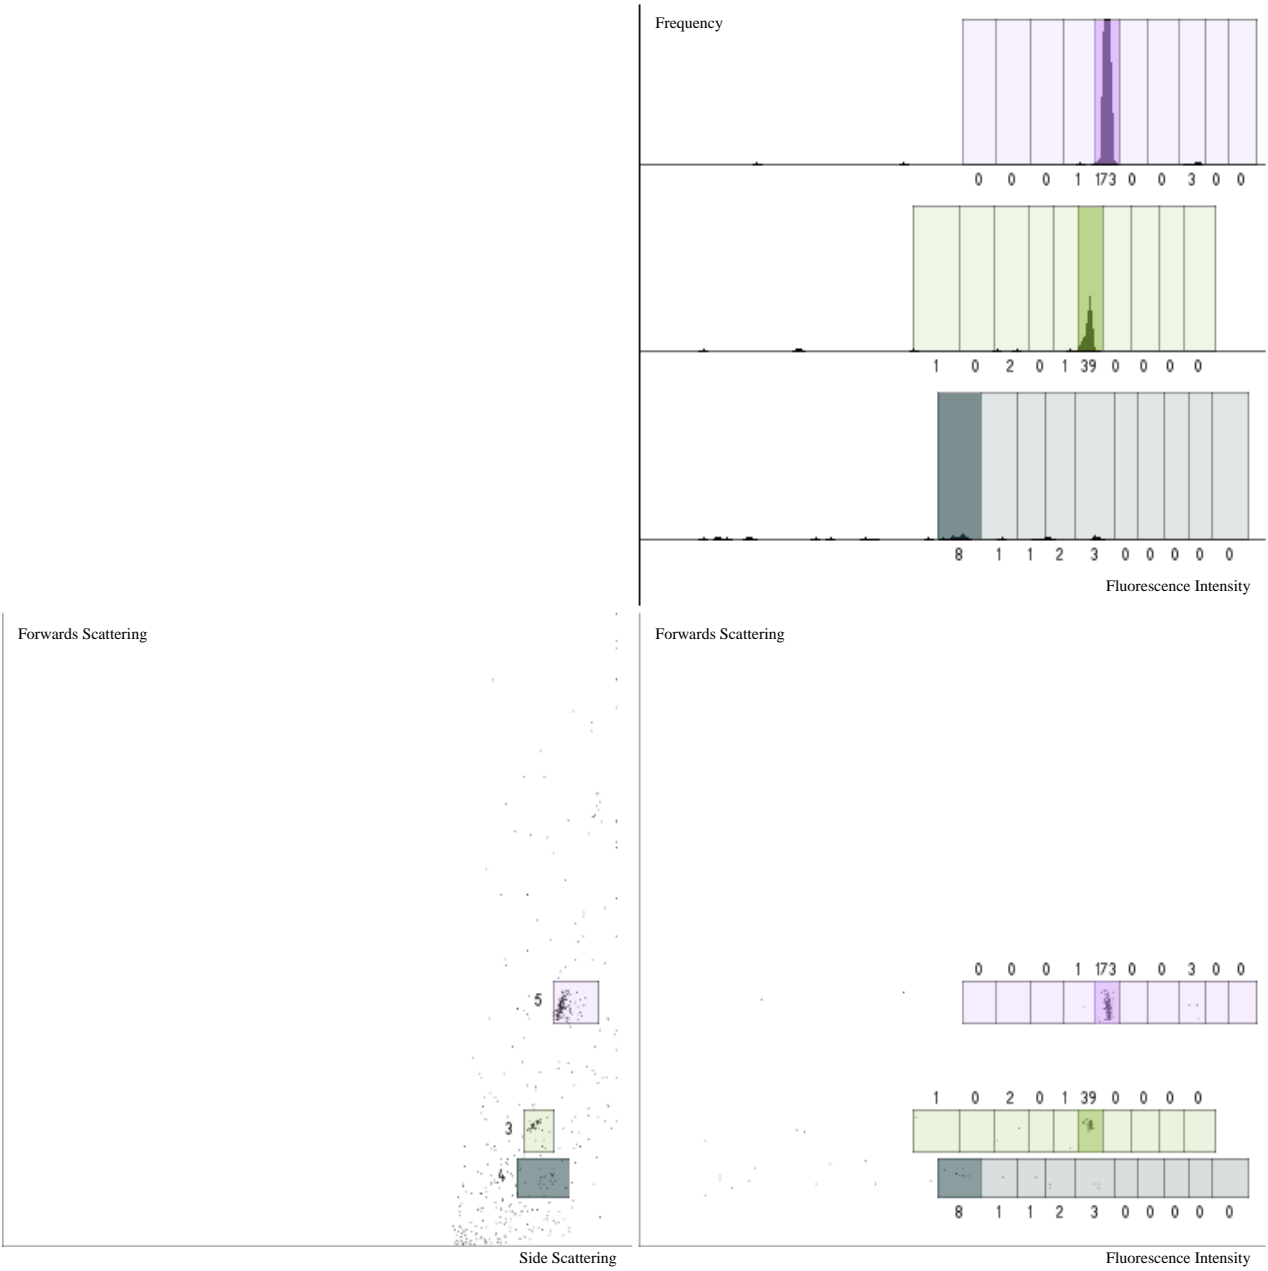 Frequency
0 0 0 1 173 0 0 3 0 0
1 0 2 0 1 39 0 0 0 0
8 1 1 2 3 0 0 0 0 0
Fluorescence Intensity
Forwards Scattering
Forwards Scattering
0 0 0 1 173 0 0 3 0 0
5
1 0 2 0 1 39 0 0 0 0
3
4
8 1 1 2 3 0 0 0 0 0
Side Scattering
Fluorescence Intensity